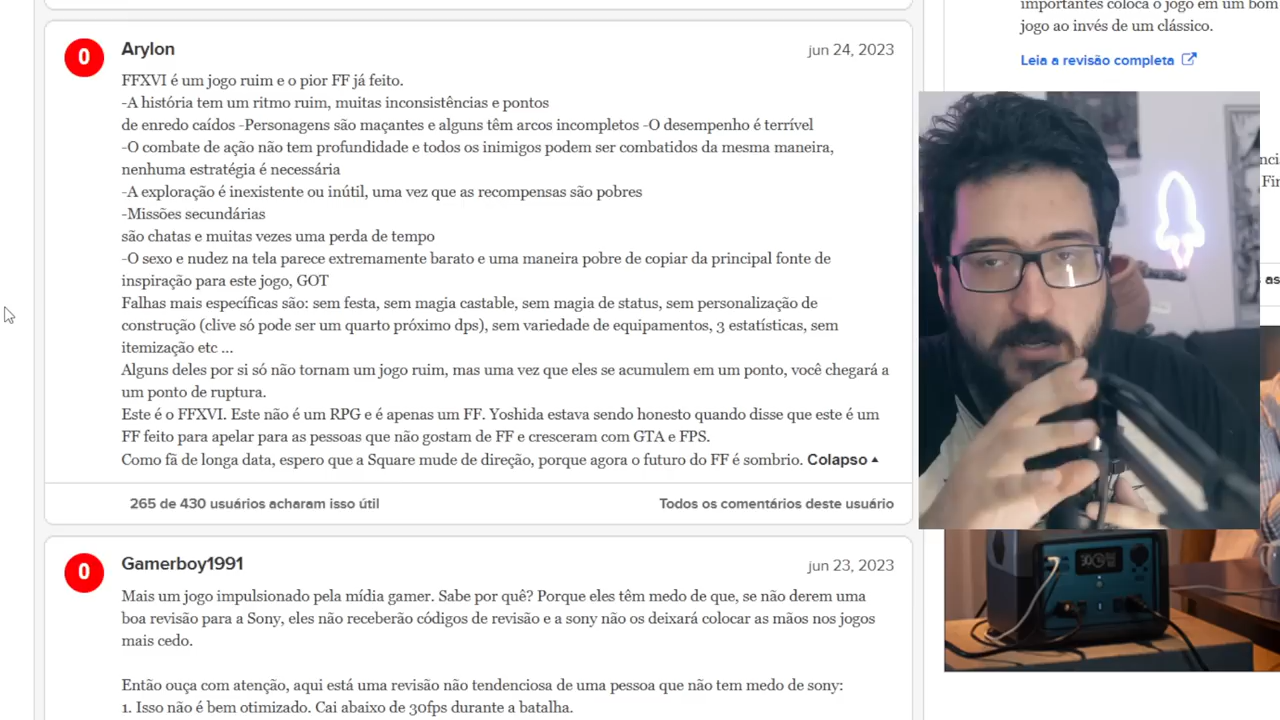 importantes coloca o jogo em um bom
jogo ao invés de um clássico.
Leia a revisão completa
0
Arylon
jun 24, 2023
FFXVI é um jogo ruim e o pior FF já feito.
-A história tem um ritmo ruim, muitas inconsistências e pontos
de enredo caídos -Personagens são maçantes e alguns têm arcos incompletos -O desempenho é terrível
-O combate de ação não tem profundidade e todos os inimigos podem ser combatidos da mesma maneira,
nenhuma estratégia é necessária
-A exploração é inexistente ou inútil, uma vez que as recompensas são pobres
-Missões secundárias
são chatas e muitas vezes uma perda de tempo
-O sexo e nudez na tela parece extremamente barato e uma maneira pobre de copiar da principal fonte de
inspiração para este jogo, GOT
Falhas mais específicas são: sem festa, sem magia castable, sem magia de status, sem personalização de
construção (clive só pode ser um quarto próximo dps), sem variedade de equipamentos, 3 estatísticas, sem
itemização etc ...
Alguns deles por si só não tornam um jogo ruim, mas uma vez que eles se acumulem em um ponto, você chegará a
um ponto de ruptura.
Este é o FFXVI. Este não é um RPG e é apenas um FF. Yoshida estava sendo honesto quando disse que este é um
FF feito para apelar para as pessoas que não gostam de FF e cresceram com GTA e FPS.
Como fã de longa data, espero que a Square mude de direção, porque agora o futuro do FF é sombrio. Colapso
265 de 430 usuários acharam isso útil
Todos os comentários deste usuário
0
Gamerboy1991
jun 23, 2023
Mais um jogo impulsionado pela mídia gamer. Sabe por quê? Porque eles têm medo de que, se não derem uma
boa revisão para a Sony, eles não receberão códigos de revisão e a sony não os deixará colocar as mãos nos jogos
mais cedo.
Então ouça com atenção, aqui está uma revisão não tendenciosa de uma pessoa que não tem medo de sony:
1. Isso não é bem otimizado. Cai abaixo de 30fps durante a batalha.